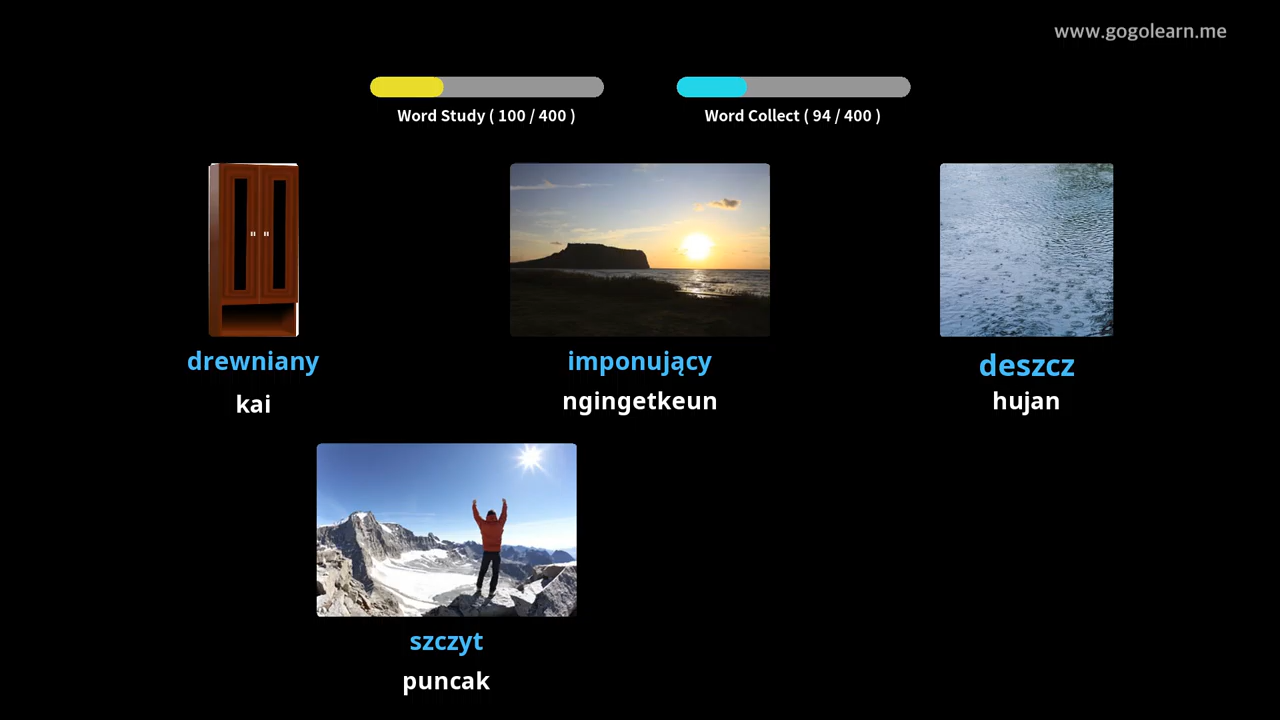 www.gogolearn.me
Word Study ( 100 / 400 )
Word Collect ( 94 / 400 )
drewniany
kai
imponujący
ngingetkeun
deszcz
hujan
szczyt
puncak